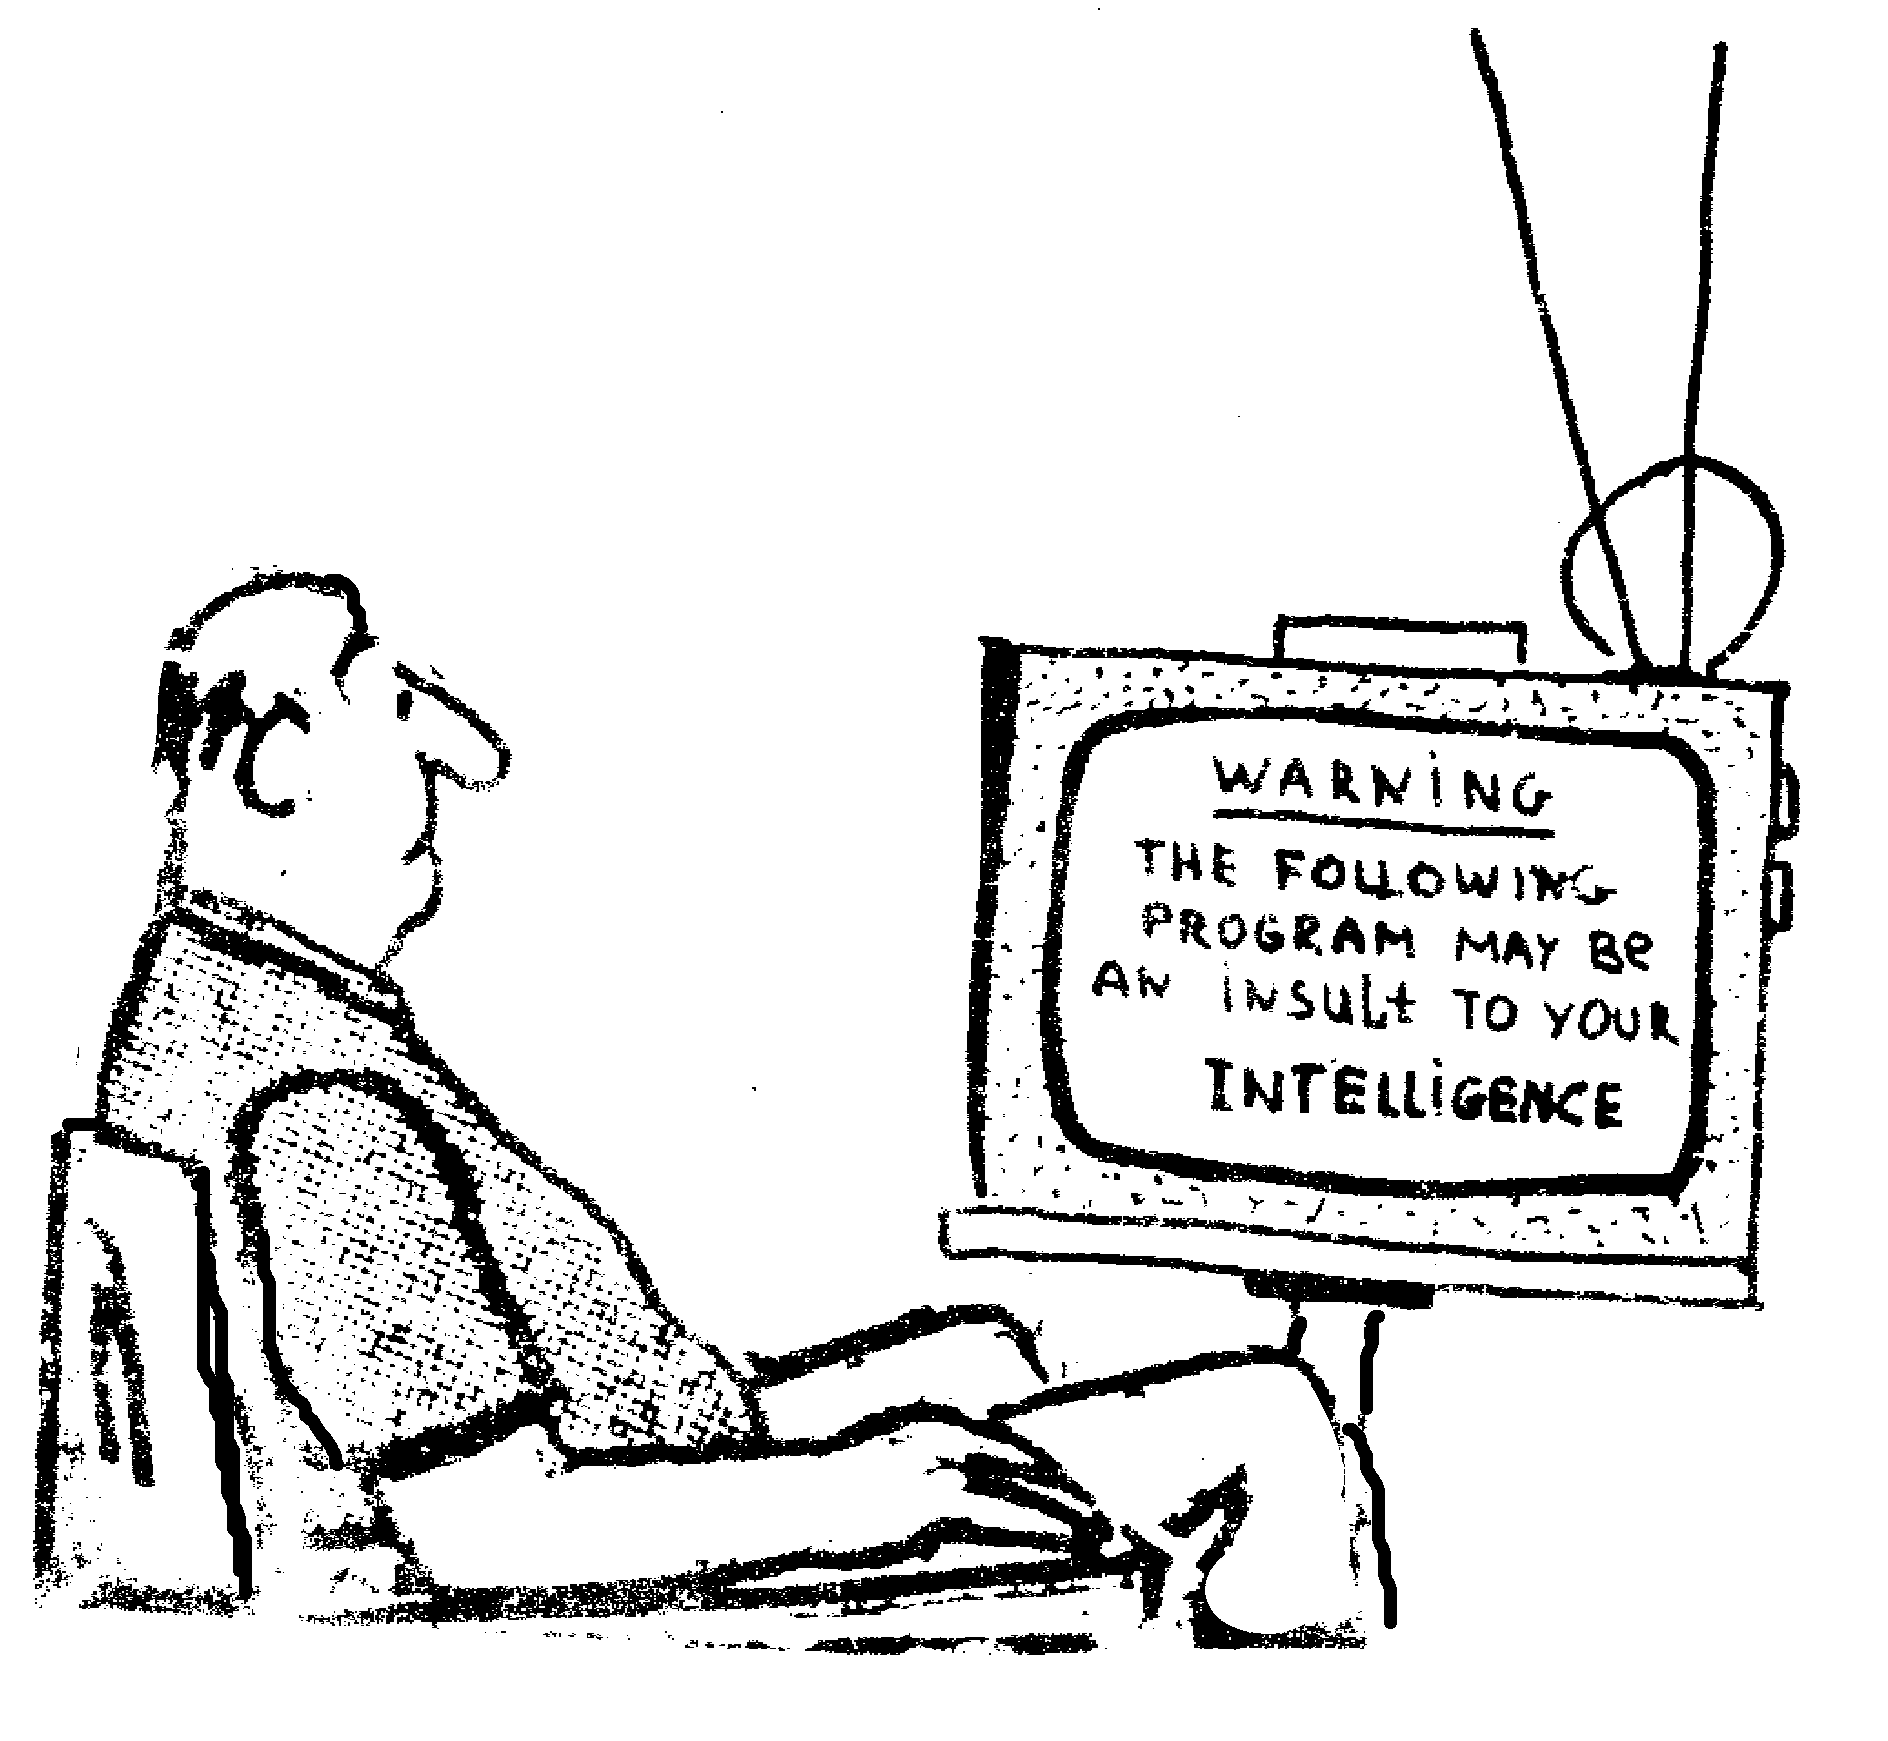 WARNiNG
THE FOLLOWING
PROGRAM MAY Be
AN iNSULt TO YOUR
INTELLiGENCE